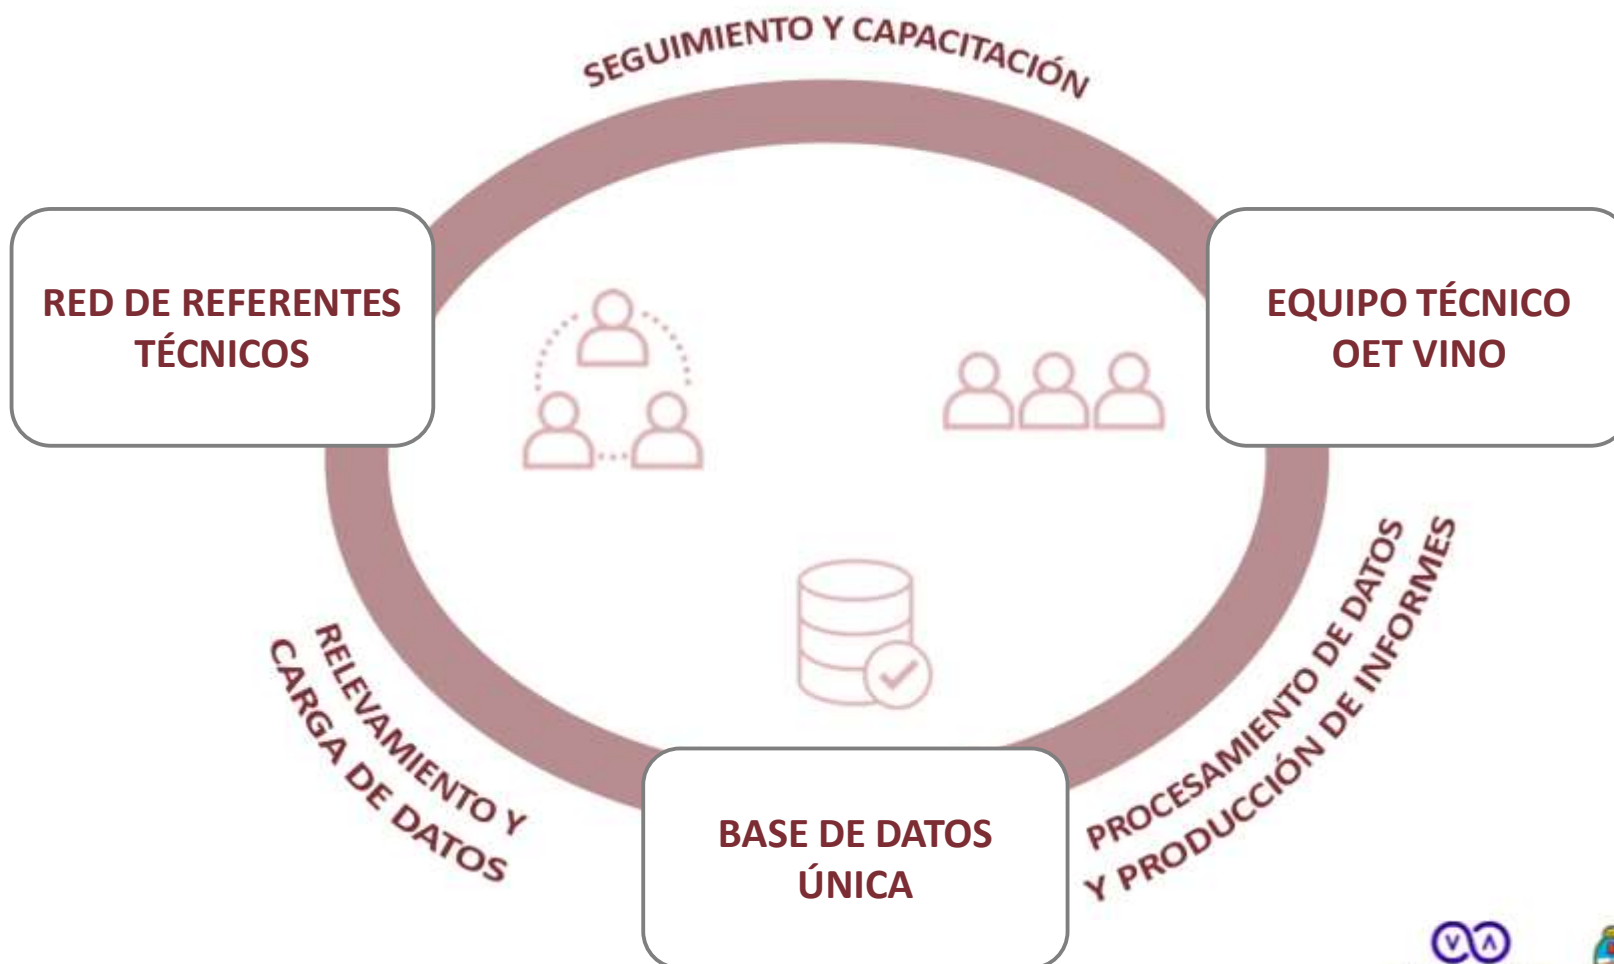 SEGUIMIENTO Y CAPACITACIÓN
RED DE REFERENTES
TÉCNICOS
EQUIPO TÉCNICO
OET VINO
RELEVAMIENTO Y
CARGA DE DATOS
PROCESAMIENTO DE DATOS
Y PRODUCCIÓN DE INFORMES
BASE DE DATOS
ÚNICA
V Λ